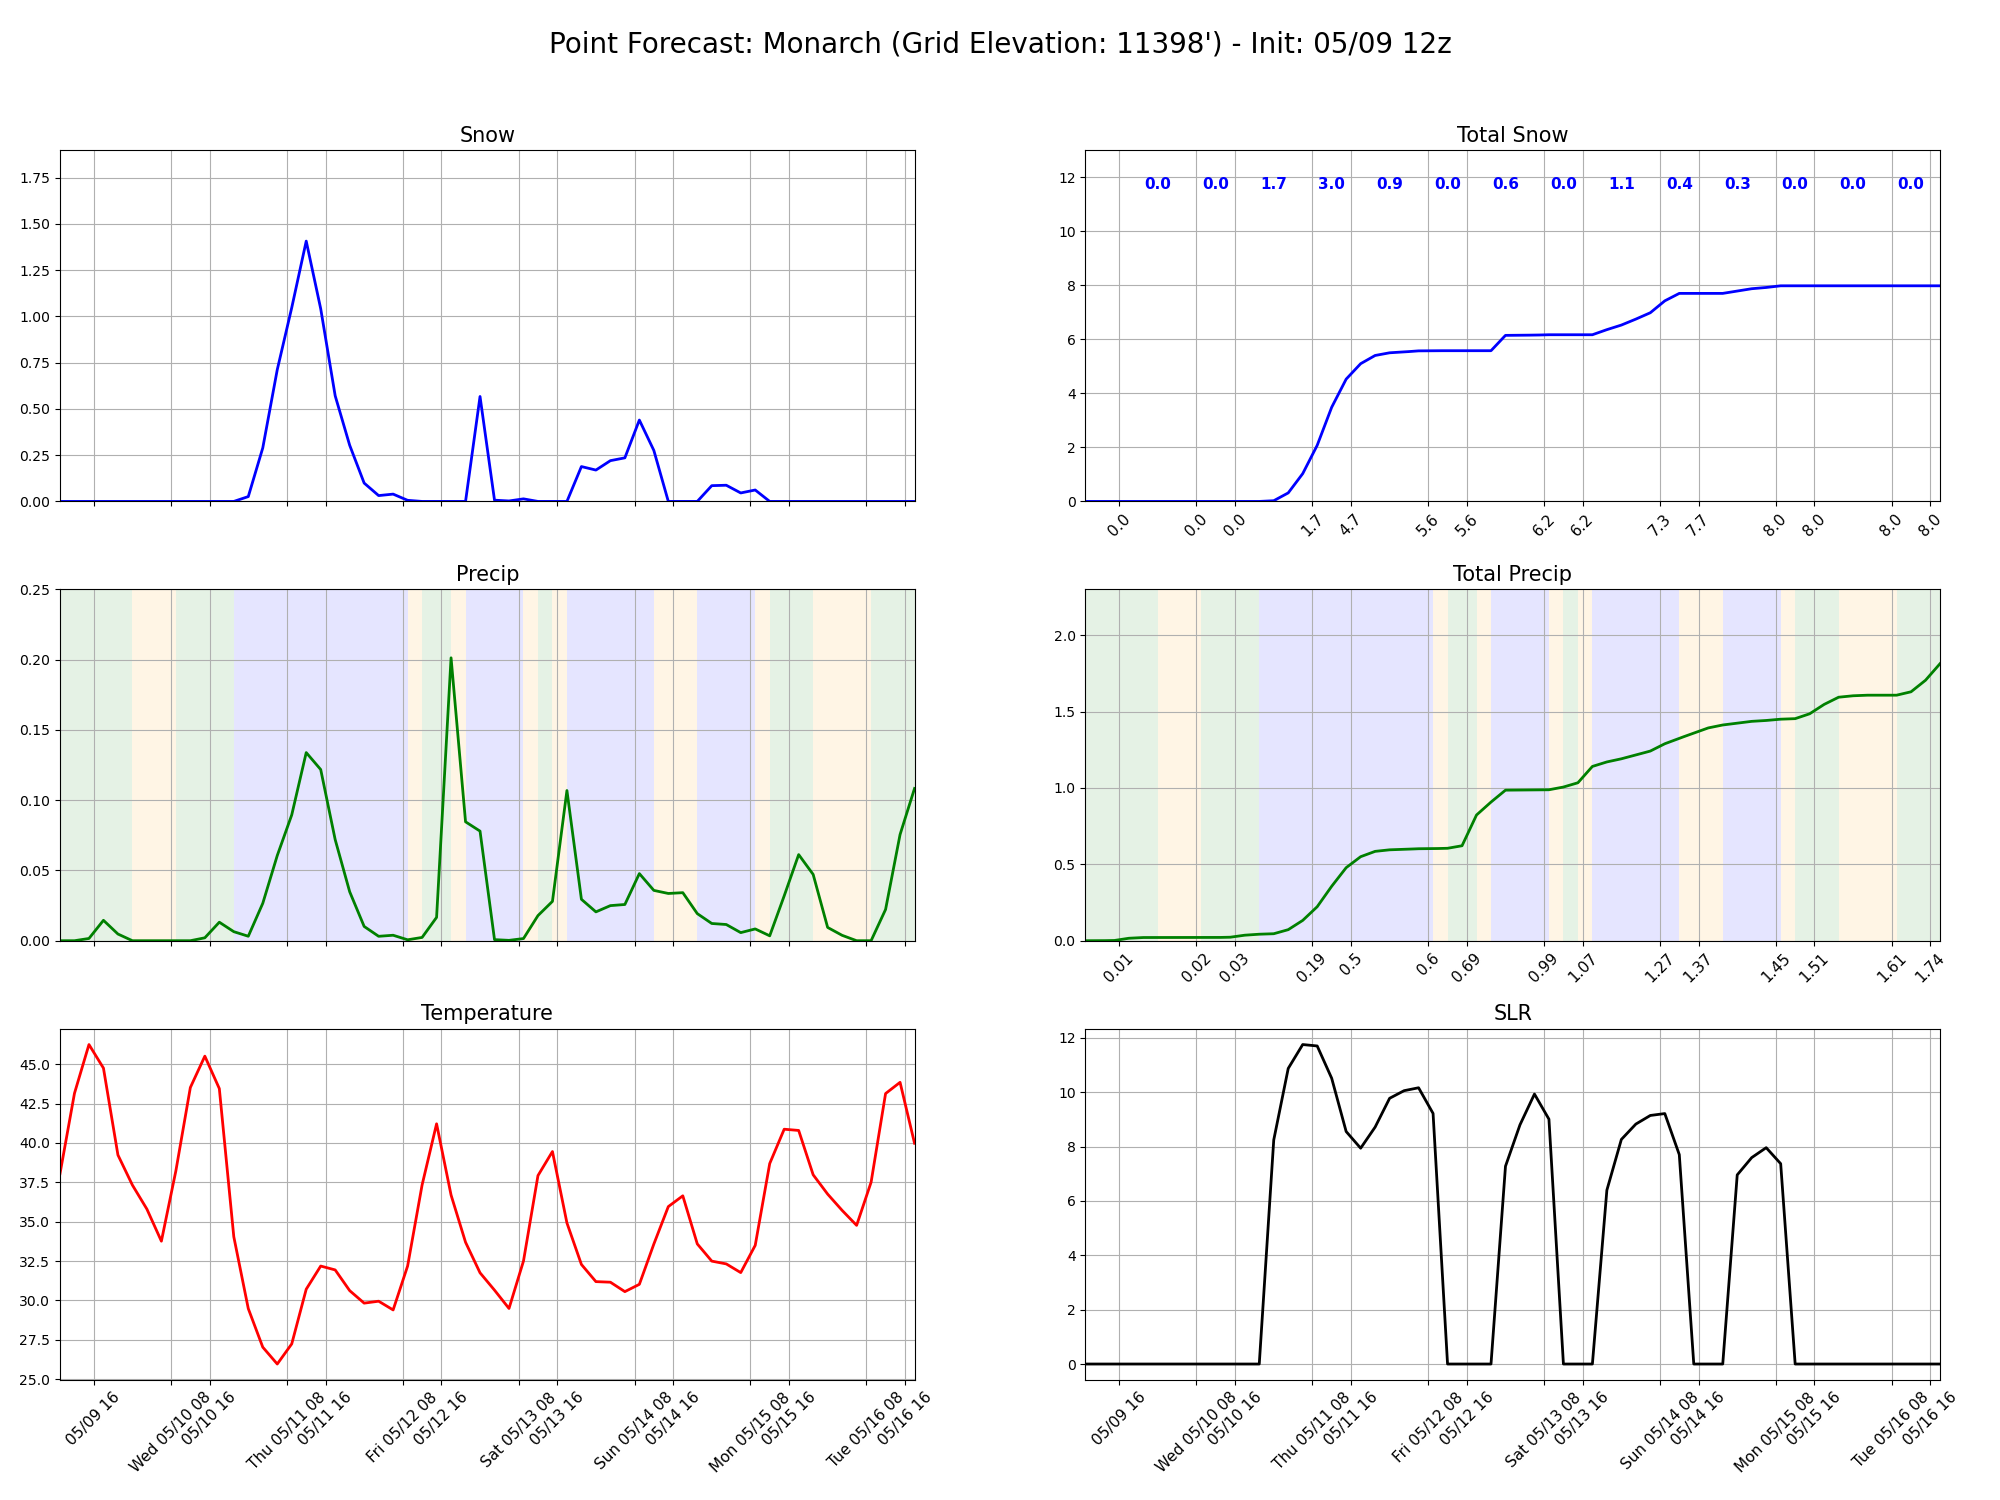 Point Forecast: Monarch (Grid Elevation: 11398') - Init: 05/09 12z
Snow
1.75
1.50
1.25
1.00
0.75
0.50
0.25
0.00
Total Snow
12
10
8
6
4
2
0
0.0 0.0 1.7 3.0 0.9 0.0 0.6 0.0 1.1 0.4 0.3 0.0 0.0 0.0
0.0 0.0 0.0 1.7 4.7 5.6 5.6 6.2 6.2 7.3 7.7 8.0 8.0 8.0 8.0
Precip
0.25
0.20
0.15
0.10
0.05
0.00
Total Precip
2.0
1.5
1.0
0.5
0.0
0.01 0.02 0.03 0.19 0.5 0.6 0.69 0.99 1.07 1.27 1.37 1.45 1.51 1.61 1.74
Temperature
45.0
42.5
40.0
37.5
35.0
32.5
30.0
27.5
25.0
05/09 16
Wed 05/10 08
05/10 16
Thu 05/11 08
05/11 16
Fri 05/12 08
05/12 16
Sat 05/13 08
05/13 16
Sun 05/14 08
05/14 16
Mon 05/15 08
05/15 16
Tue 05/16 08
05/16 16
SLR
12
10
8
6
4
2
0
05/09 16
Wed 05/10 08
05/10 16
Thu 05/11 08
05/11 16
Fri 05/12 08
05/12 16
Sat 05/13 08
05/13 16
Sun 05/14 08
05/14 16
Mon 05/15 08
05/15 16
Tue 05/16 08
05/16 16